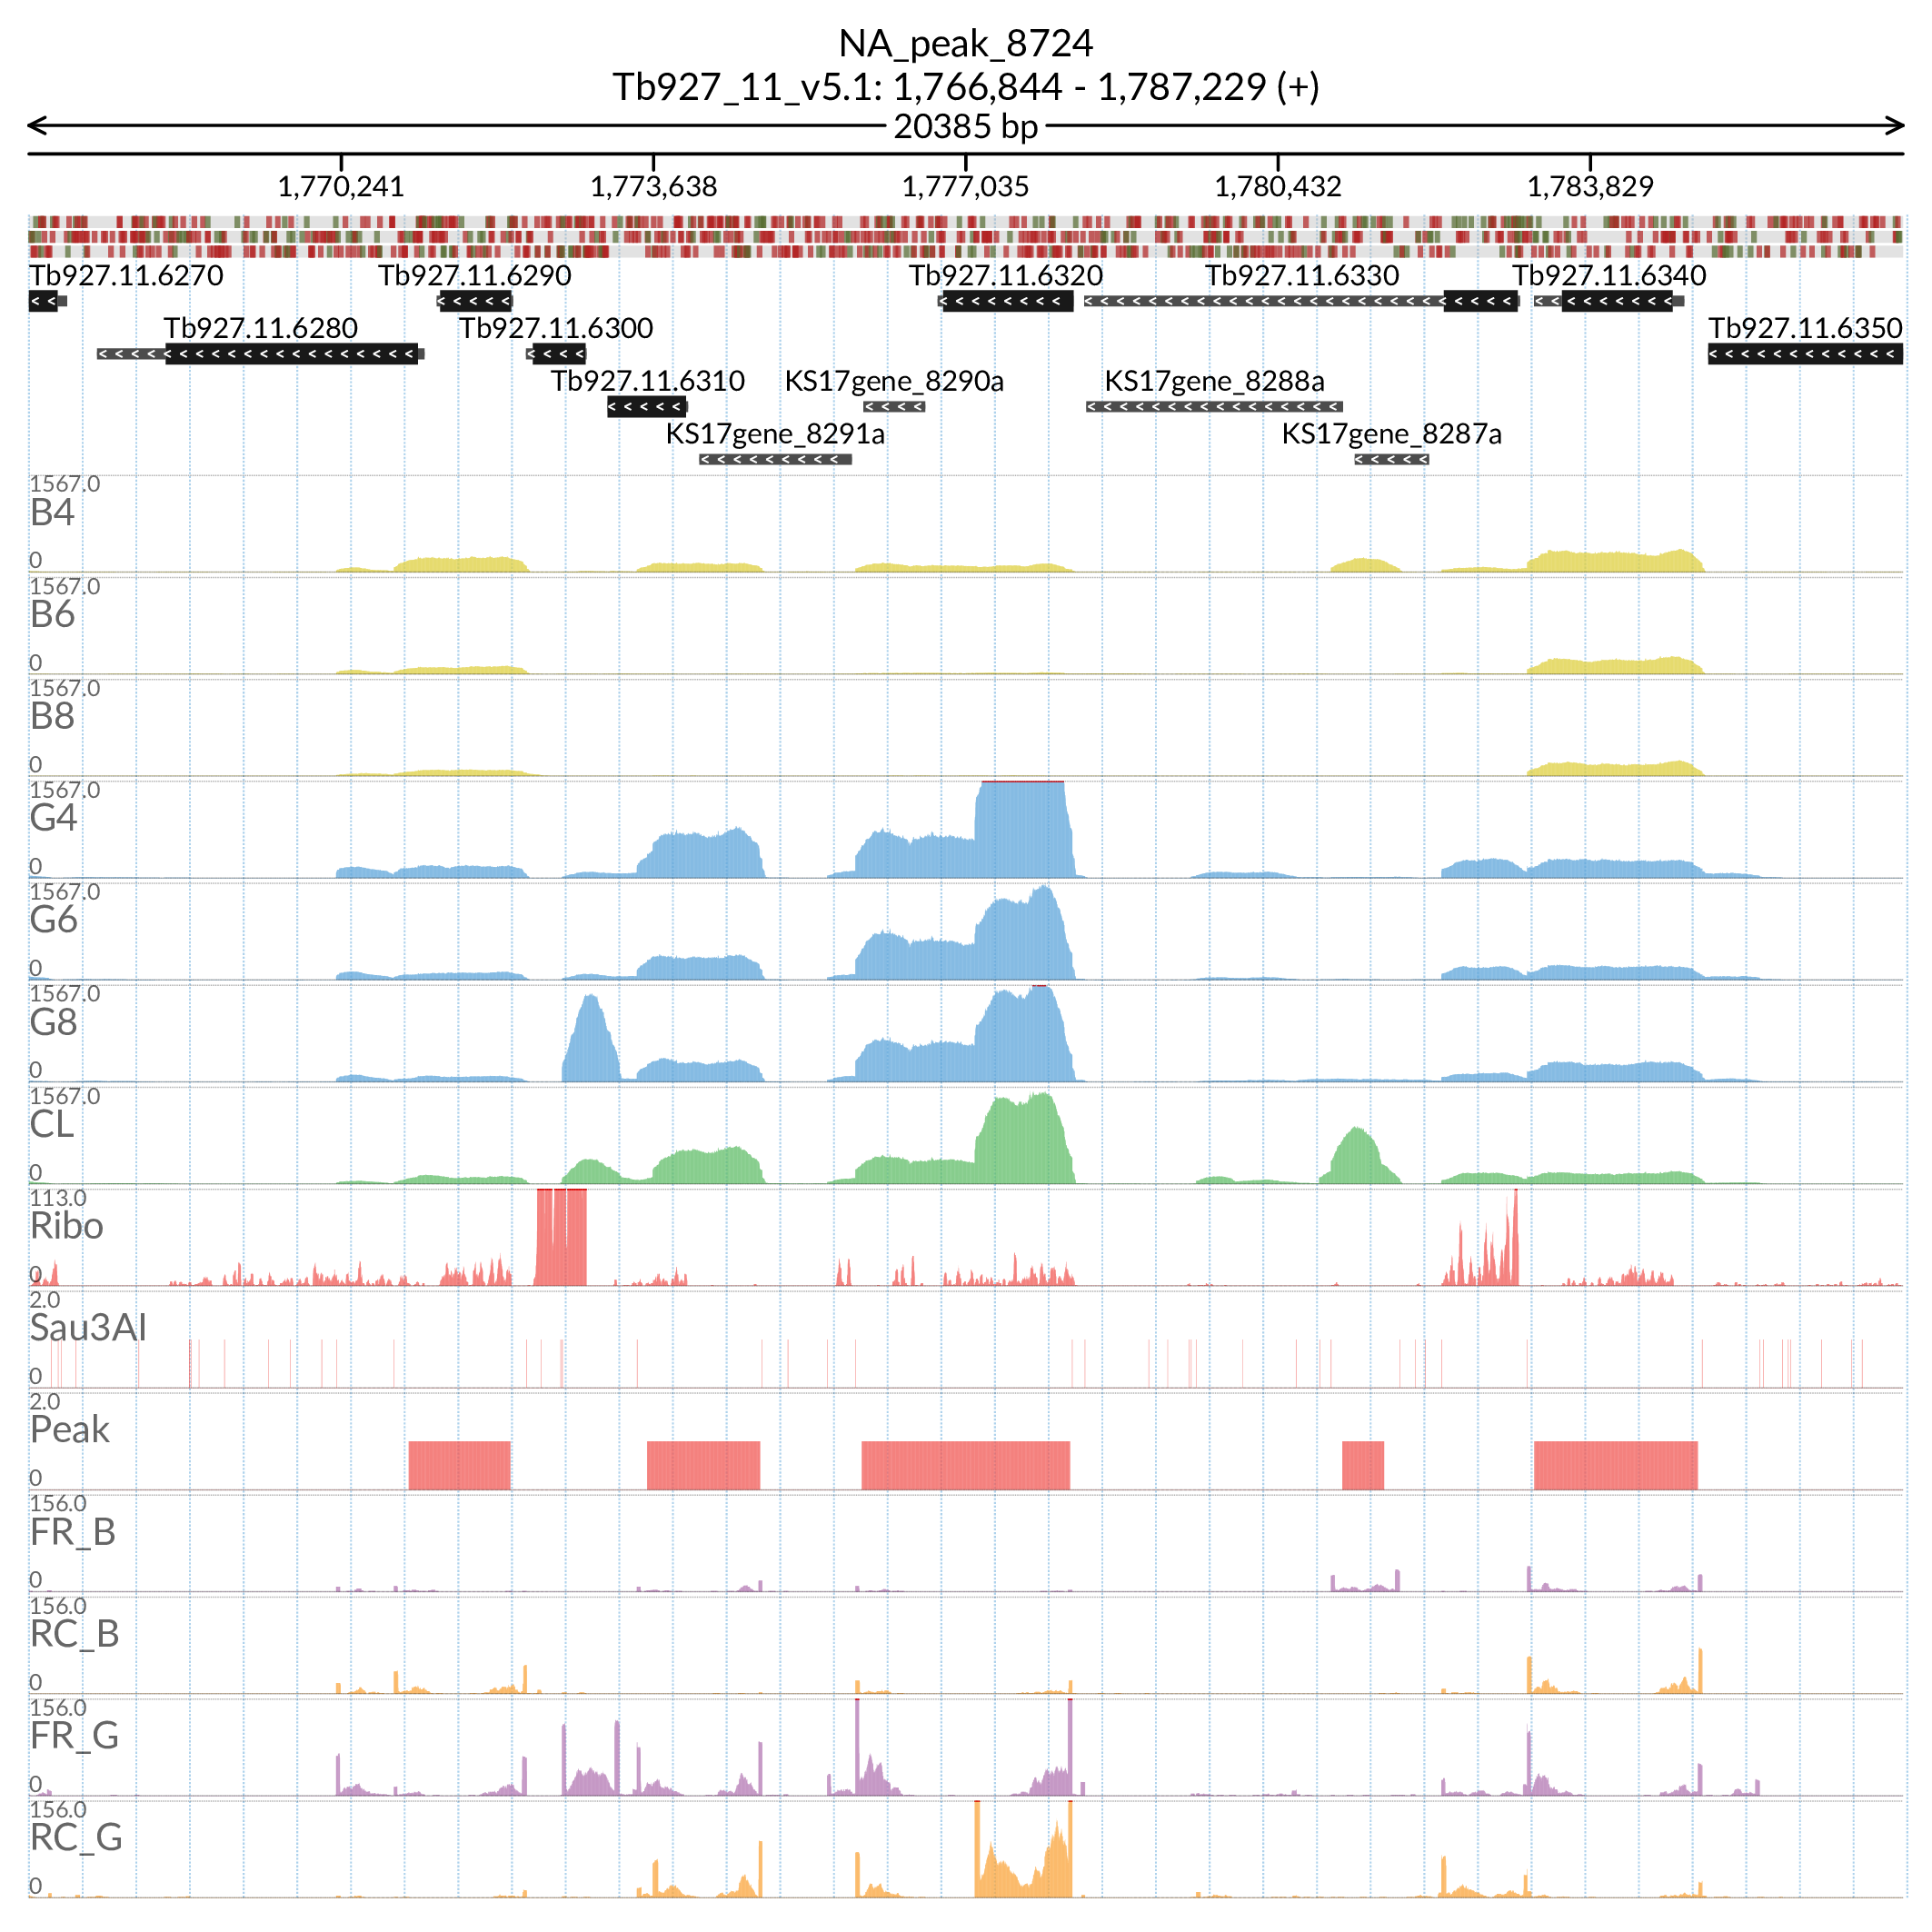 NA_peak_8724
Tb927_11_v5.1: 1,766,844 - 1,787,229 (+)
20385 bp
1,770,241 1,773,638 1,777,035 1,780,432 1,783,829
Tb927.11.6270 Tb927.11.6290 Tb927.11.6320 Tb927.11.6330 Tb927.11.6340
Tb927.11.6280 Tb927.11.6300 Tb927.11.6350
Tb927.11.6310 KS17gene_8290a KS17gene_8288a
KS17gene_8291a KS17gene_8287a
1567.0
B4
0
1567.0
B6
0
1567.0
B8
0
1567.0
G4
0
1567.0
G6
0
1567.0
G8
0
1567.0
CL
0
113.0
Ribo
0
2.0
Sau3AI
0
2.0
Peak
0
156.0
FR_B
0
156.0
RC_B
0
156.0
FR_G
0
156.0
RC_G
0